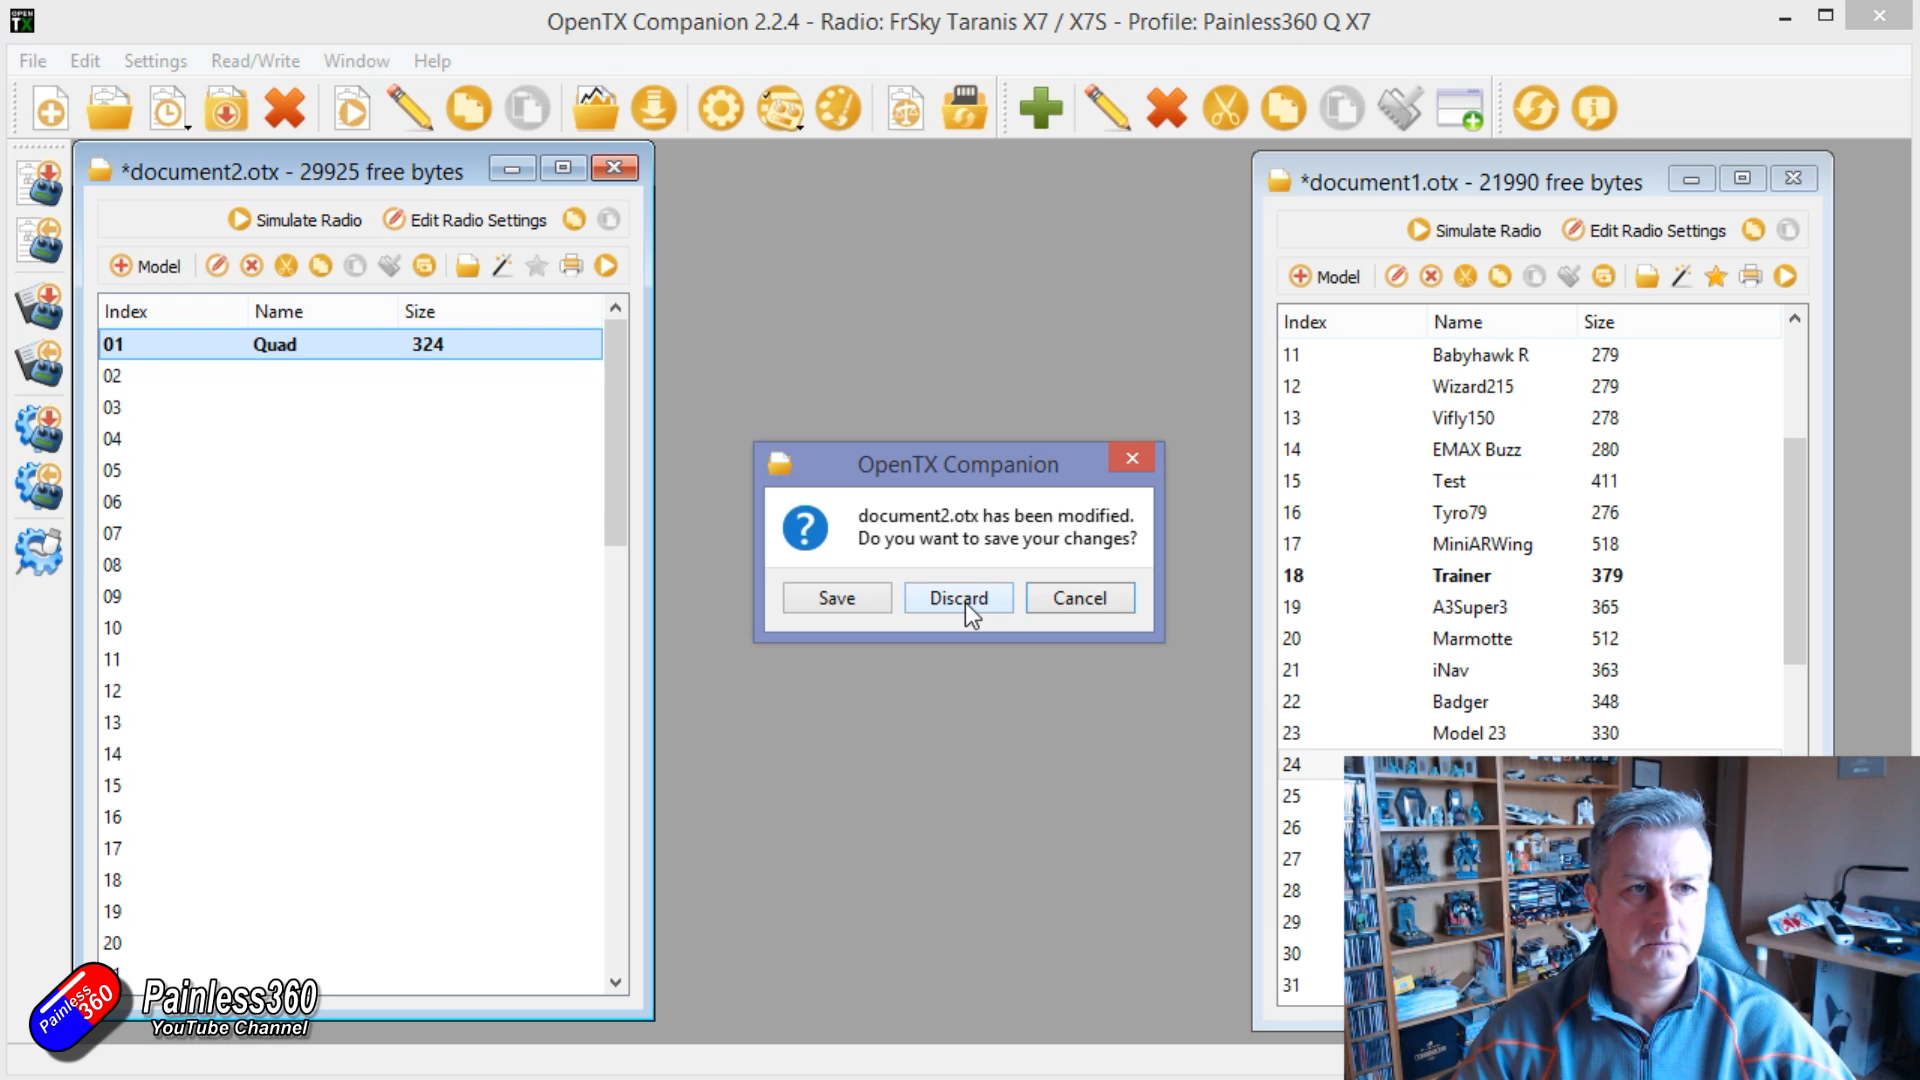 OPEN
TX
OpenTX Companion 2.2.4 - Radio: FrSky Taranis X7 / X7S - Profile: Painless360 Q X7
File Edit Settings Read/Write Window Help
*document2.otx - 29925 free bytes
Simulate Radio Edit Radio Settings
Model
Index Name Size
01 Quad 324
02
03
04
05
06
07
08
09
10
11
12
13
14
15
16
17
18
19
20
OpenTX Companion
document2.otx has been modified.
Do you want to save your changes?
Save Discard Cancel
*document1.otx - 21990 free bytes
Simulate Radio Edit Radio Settings
Model
Index Name Size
11 Babyhawk R 279
12 Wizard215 279
13 Vifly150 278
14 EMAX Buzz 280
15 Test 411
16 Tyro79 276
17 MiniARWing 518
18 Trainer 379
19 A3Super3 365
20 Marmotte 512
21 iNav 363
22 Badger 348
23 Model 23 330
24
25
26
27
28
29
30
31
Painless
360
Painless360
YouTube Channel